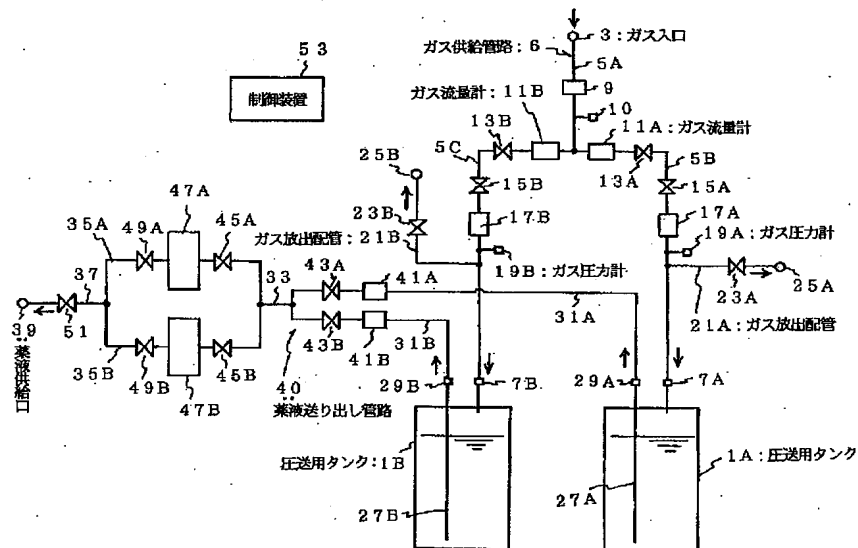 53
制御装置
3：ガス入口
ガス供給管路：6
5A
9
ガス流量計：11B
10
11A：ガス流量計
13B
5C
5B
13A
25B
15B
15A
47A
23B
17B
17A
35A
49A
45A
ガス放出配管：21B
19A：ガス圧力計
43A
41A
19B：ガス圧力計
37
33
25A
23A
39：薬液供給口
51
31A
21A：ガス放出配管
43B
41B
31B
35B
49B
45B
40：薬液送り出し管路
47B
29B
7B
29A
7A
圧送用タンク：1B
1A：圧送用タンク
27B
27A